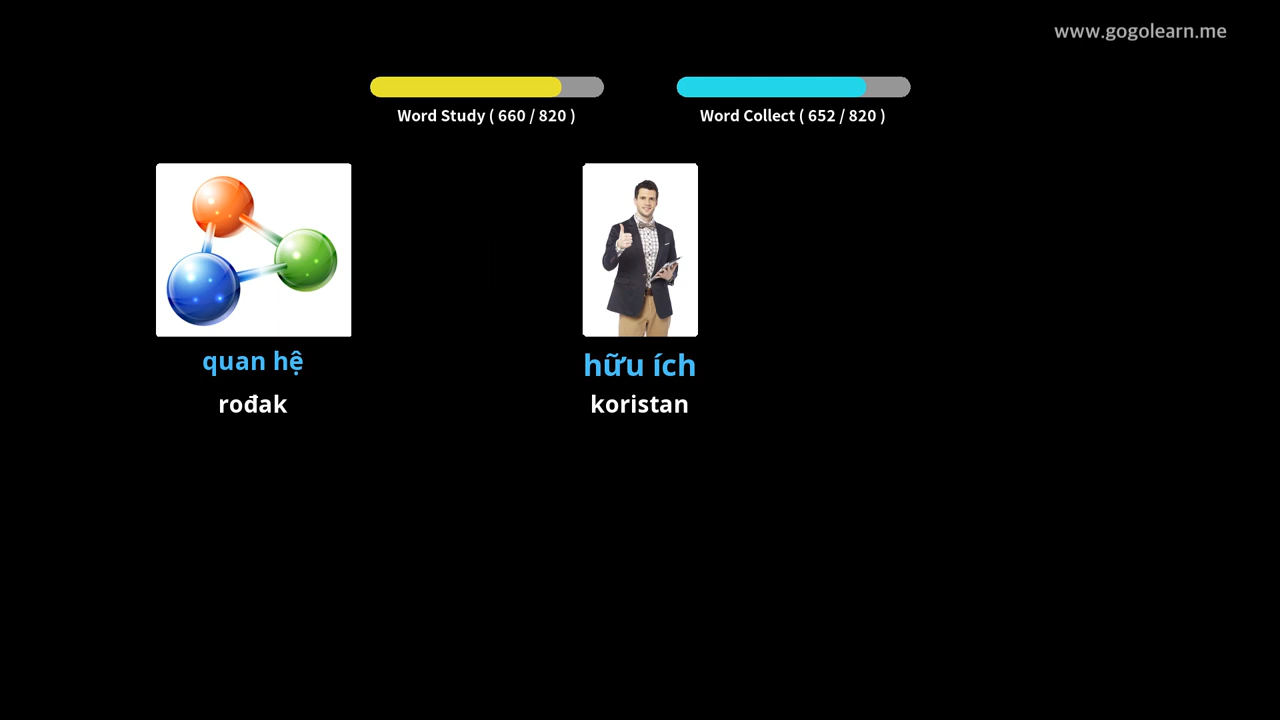 www.gogolearn.me
Word Study ( 660 / 820 )
Word Collect ( 652 / 820 )
quan hệ
rođak
hữu ích
koristan